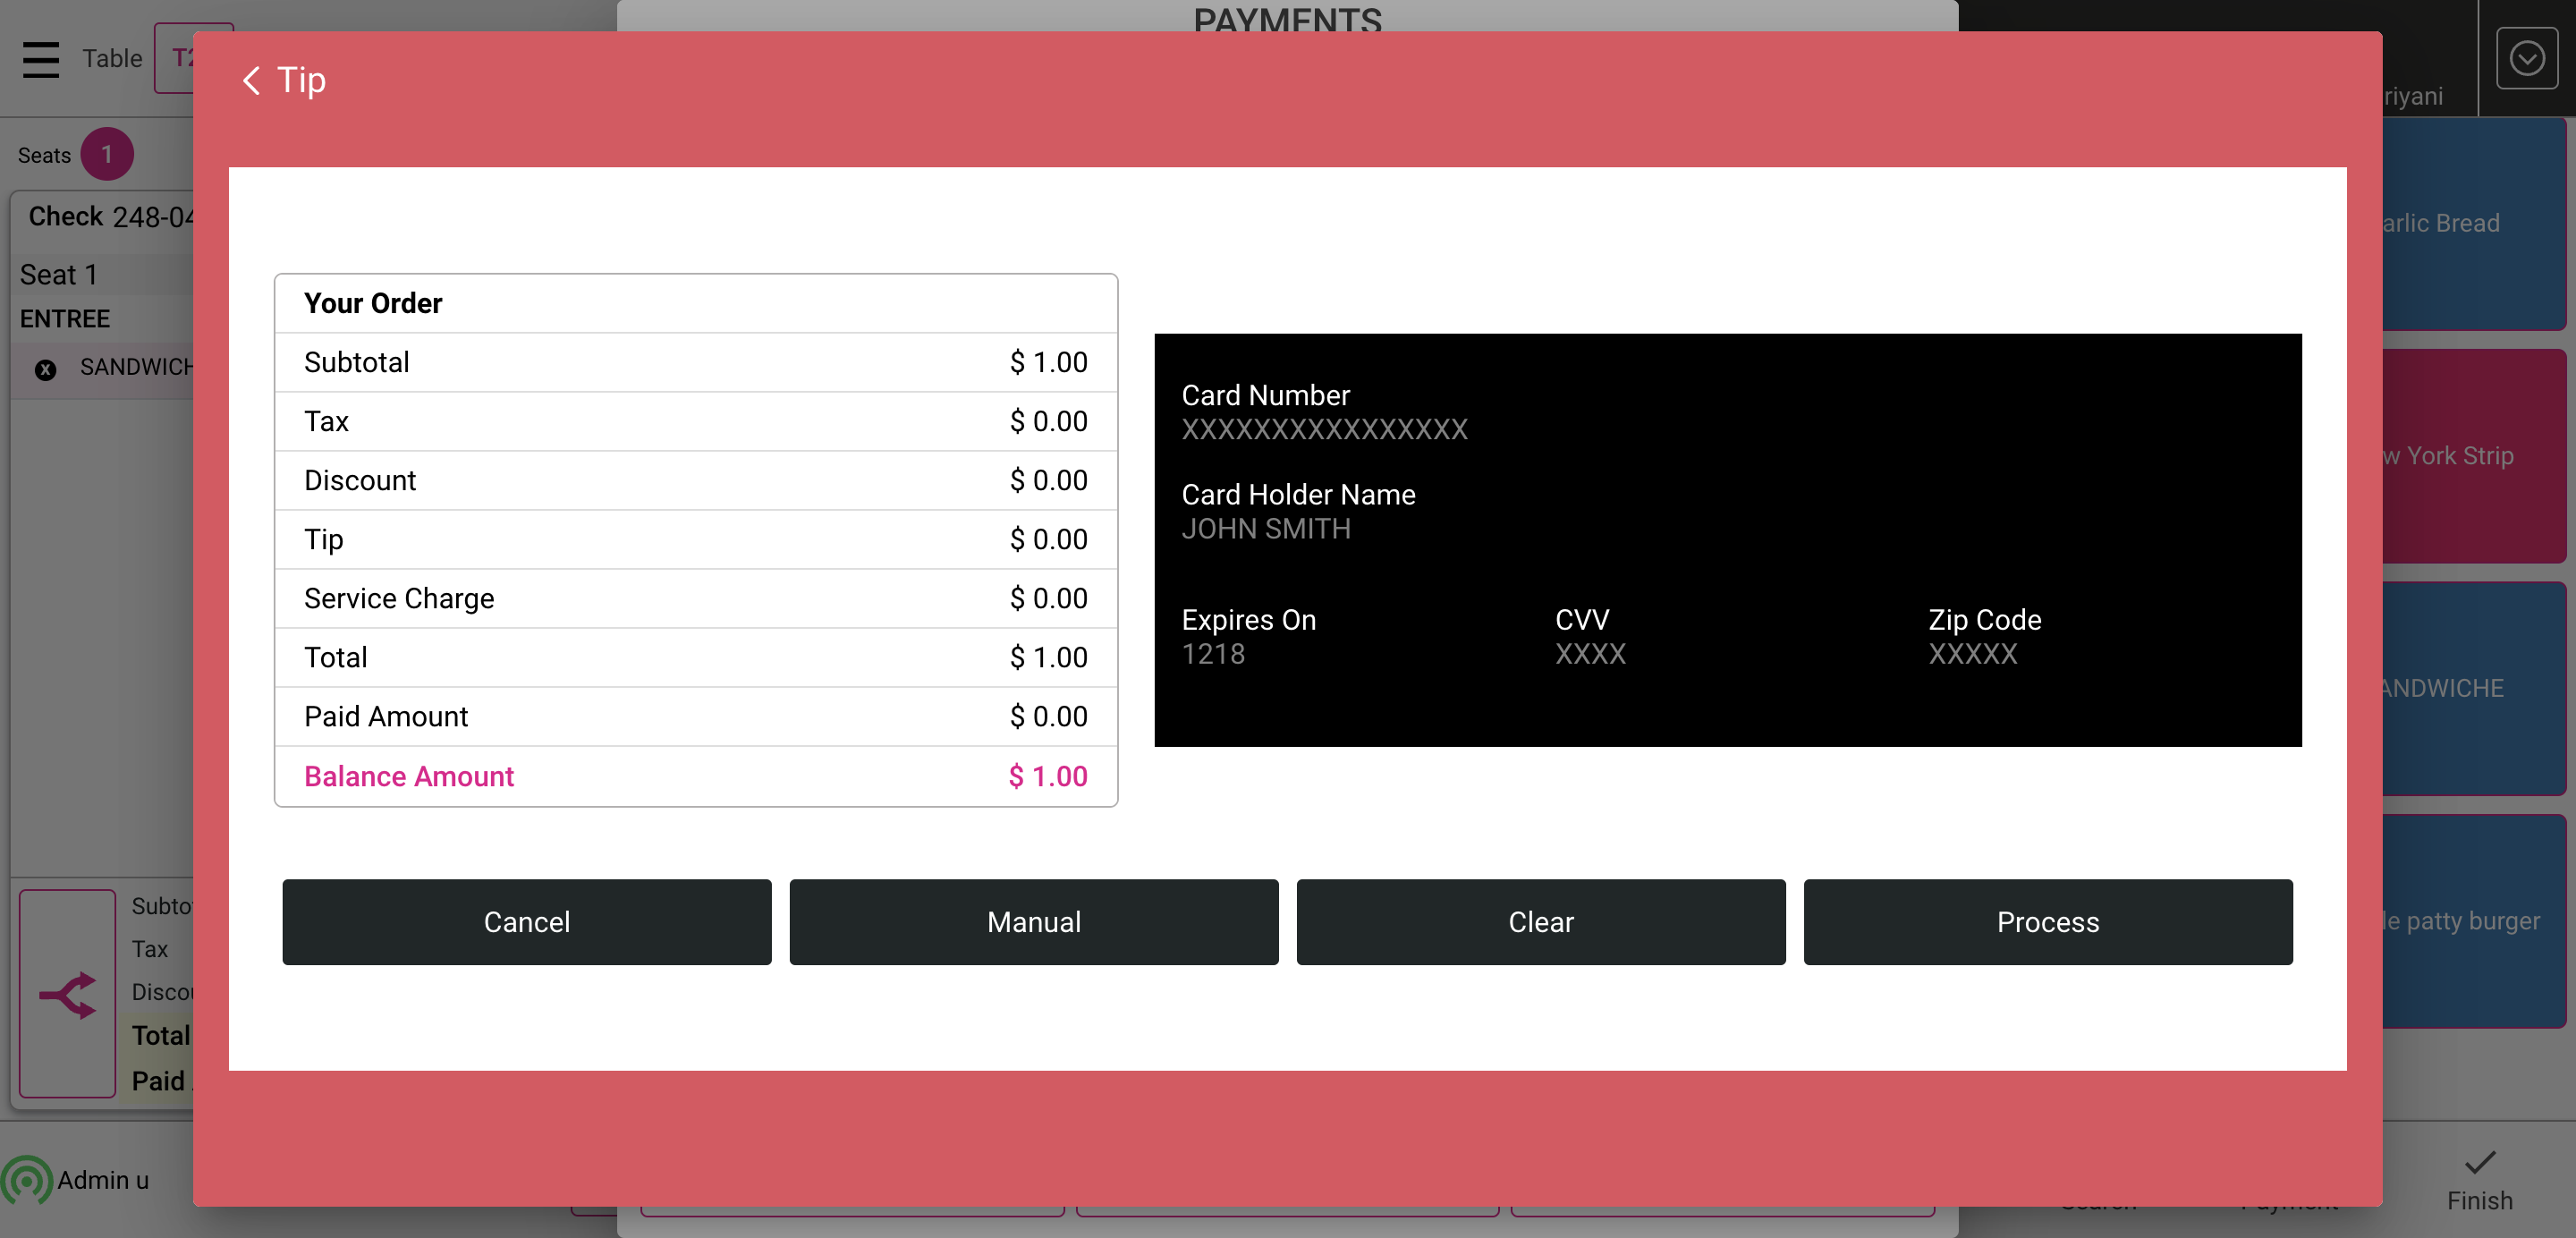 PAYMENTS
Table
Tip
riyani
Seats 1
Check 248-04
Seat 1
ENTREE
X SANDWICH
arlic Bread
w York Strip
ANDWICHE
le patty burger
Your Order
Subtotal $ 1.00
Tax $ 0.00
Discount $ 0.00
Tip $ 0.00
Service Charge $ 0.00
Total $ 1.00
Paid Amount $ 0.00
Balance Amount $ 1.00
Card Number
XXXXXXXXXXXXXXXX
Card Holder Name
JOHN SMITH
Expires On CVV Zip Code
1218 XXXX XXXXX
Cancel Manual Clear Process
Subto
Tax
Discou
Total
Paid
Admin u
Search Payment Finish